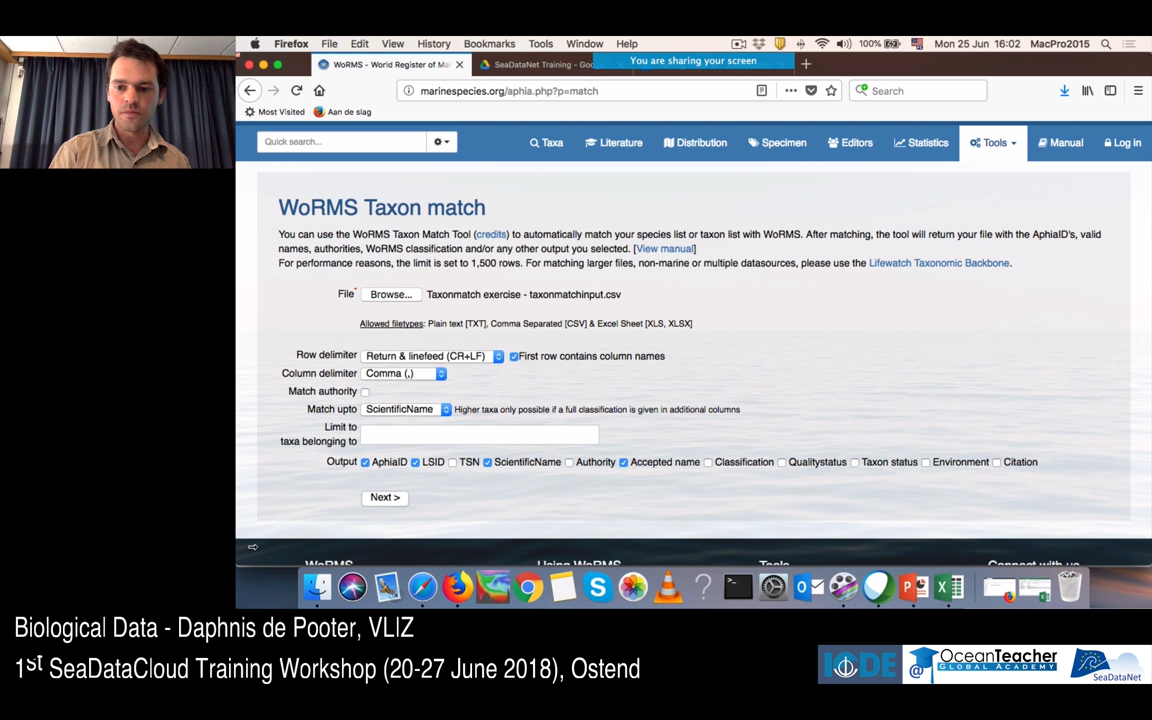 Firefox File Edit View History Bookmarks Tools Window Help 100% Mon 25 Jun 16:02 MacPro2015
WoRMS - World Register of Mar
SeaDataNet Training - Goo
You are sharing your screen
marinespecies.org/aphia.php?p=match
Search
Most Visited Aan de slag
Quick search...
Taxa Literature Distribution Specimen Editors Statistics Tools Manual Log in
WoRMS Taxon match
You can use the WoRMS Taxon Match Tool (credits) to automatically match your species list or taxon list with WoRMS. After matching, the tool will return your file with the AphiaID's, valid
names, authorities, WoRMS classification and/or any other output you selected. [View manual]
For performance reasons, the limit is set to 1,500 rows. For matching larger files, non-marine or multiple datasources, please use the Lifewatch Taxonomic Backbone.
File* Browse... Taxonmatch exercise - taxonmatchinput.csv
Allowed filetypes: Plain text [TXT], Comma Separated [CSV] & Excel Sheet [XLS, XLSX]
Row delimiter Return & linefeed (CR+LF) First row contains column names
Column delimiter Comma (,)
Match authority
Match upto ScientificName Higher taxa only possible if a full classification is given in additional columns
Limit to
taxa belonging to
Output AphiaID LSID TSN ScientificName Authority Accepted name Classification Qualitystatus Taxon status Environment Citation
Next >
WoRMS Using WoRMS Tools Connect with us
Biological Data - Daphnis de Pooter, VLIZ
1st SeaDataCloud Training Workshop (20-27 June 2018), Ostend
IODE
@ OceanTeacher
GLOBAL ACADEMY
SeaDataNet